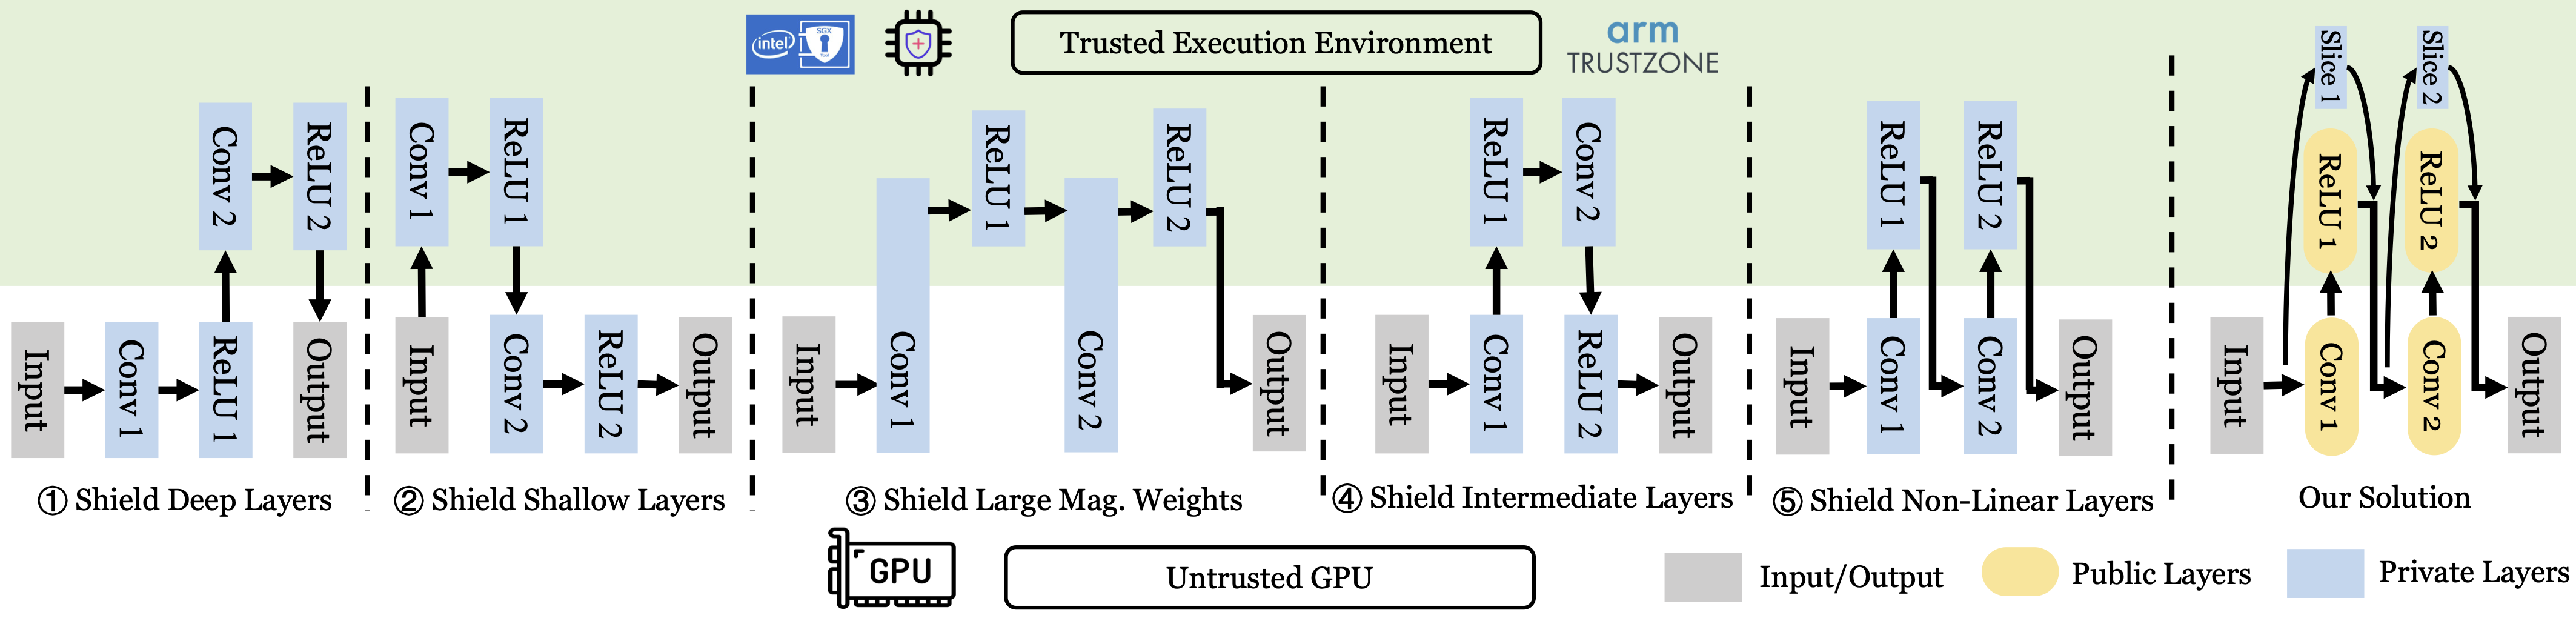 intel
SGX
Trusted Execution Environment
arm
TRUSTZONE
Input
Conv 1
ReLU 1
Conv 2
ReLU 2
Output
① Shield Deep Layers
Input
Conv 1
ReLU 1
Conv 2
ReLU 2
Output
② Shield Shallow Layers
Input
Conv 1
ReLU 1
Conv 2
ReLU 2
Output
③ Shield Large Mag. Weights
Input
Conv 1
ReLU 1
Conv 2
ReLU 2
Output
④ Shield Intermediate Layers
Input
Conv 1
ReLU 1
Conv 2
ReLU 2
Output
⑤ Shield Non-Linear Layers
Input
Conv 1
ReLU 1
Slice 1
Conv 2
ReLU 2
Slice 2
Output
Our Solution
GPU
Untrusted GPU
Input/Output
Public Layers
Private Layers